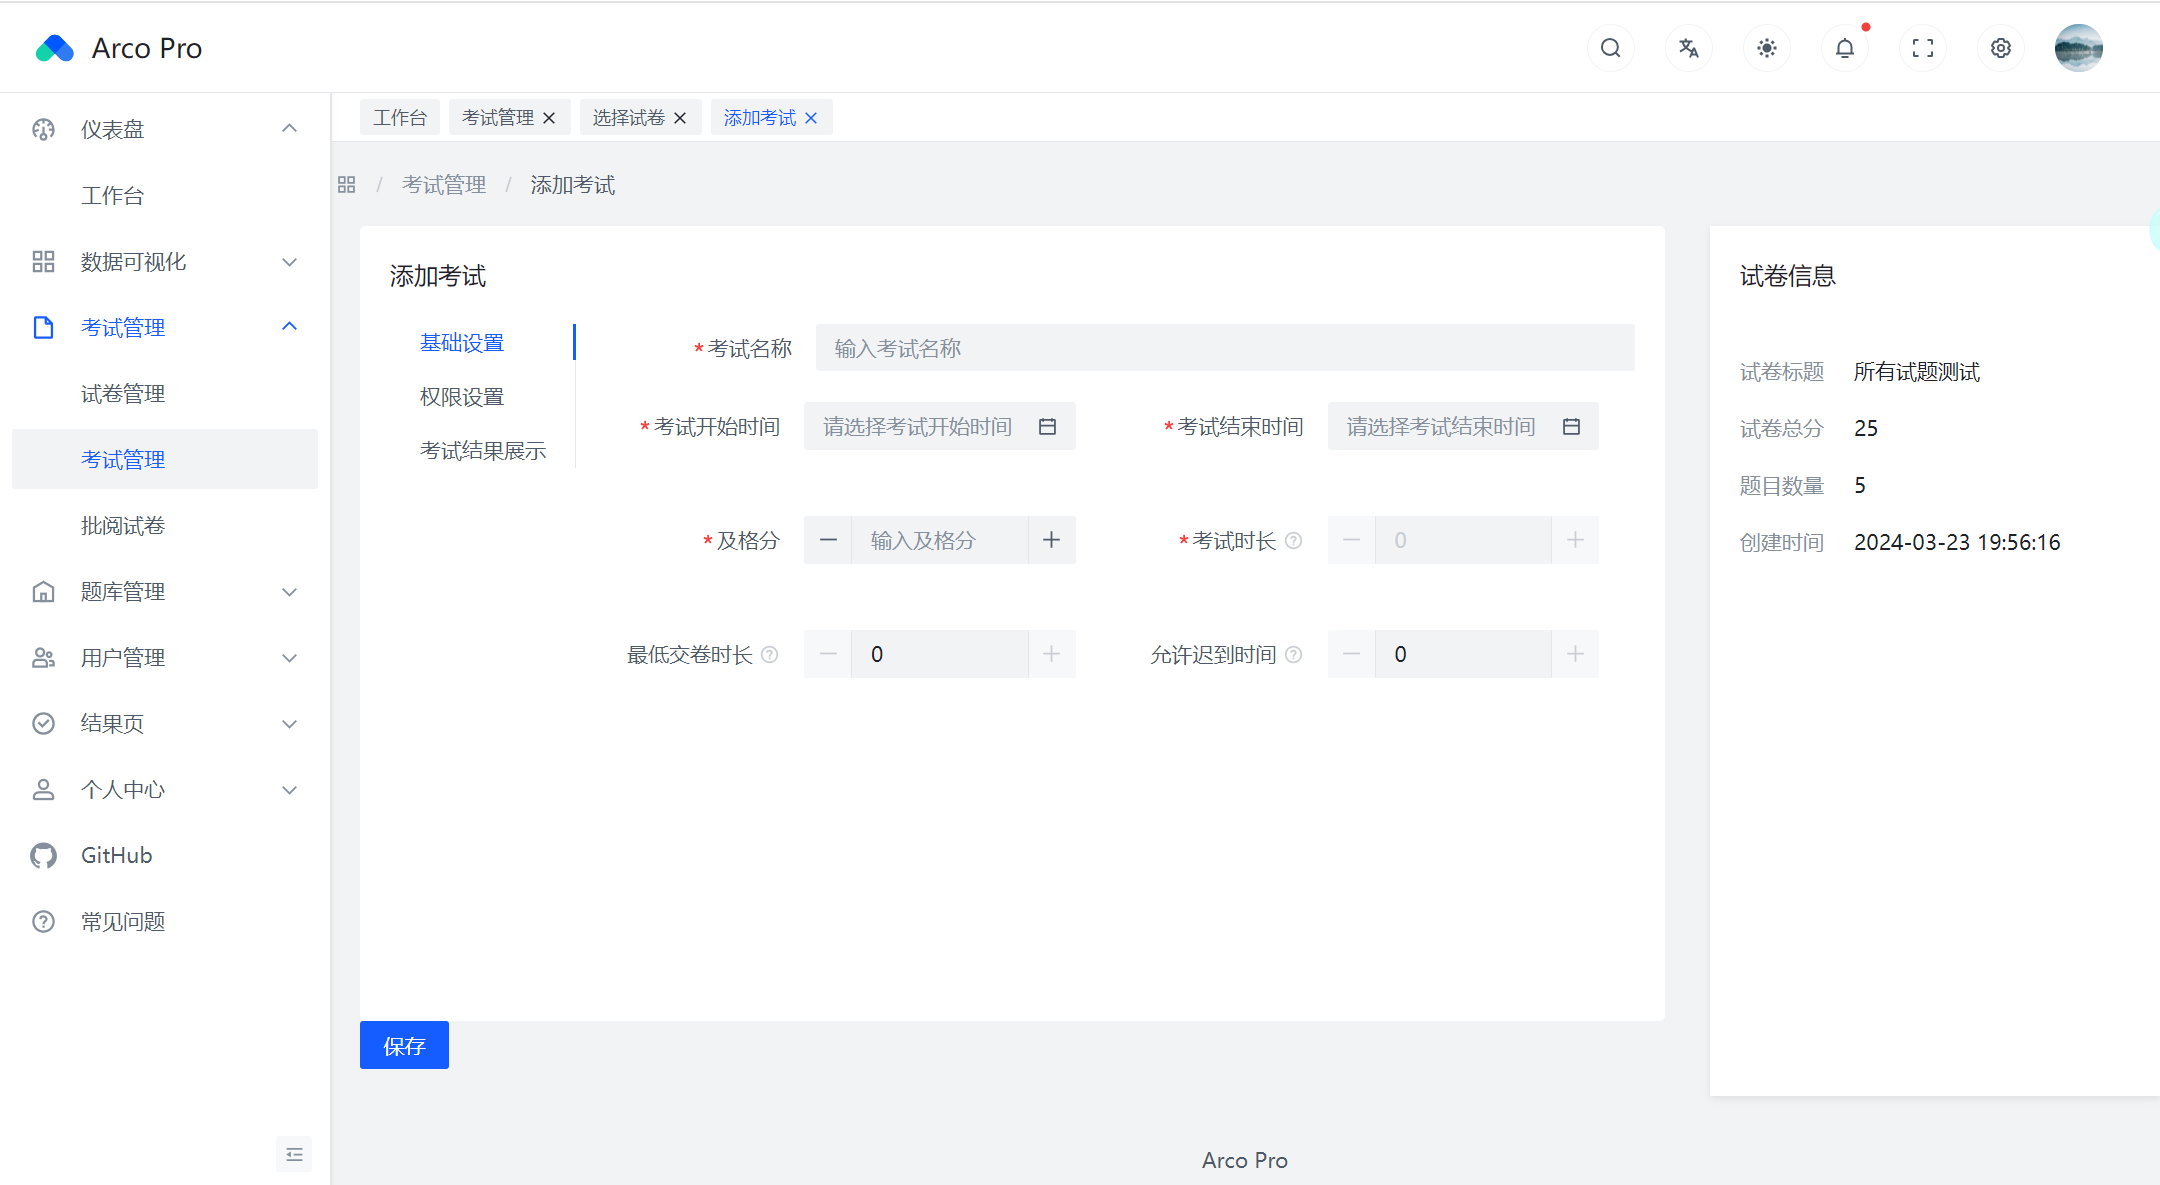 Arco Pro
仪表盘
工作台
数据可视化
考试管理
试卷管理
考试管理
批阅试卷
题库管理
用户管理
结果页
个人中心
GitHub
常见问题
工作台 考试管理 选择试卷 添加考试
/ 考试管理 / 添加考试
添加考试
基础设置
权限设置
考试结果展示
*考试名称 输入考试名称
*考试开始时间 请选择考试开始时间 *考试结束时间 请选择考试结束时间
*及格分 输入及格分 *考试时长 0
最低交卷时长 0 允许迟到时间 0
保存
试卷信息
试卷标题 所有试题测试
试卷总分 25
题目数量 5
创建时间 2024-03-23 19:56:16
Arco Pro